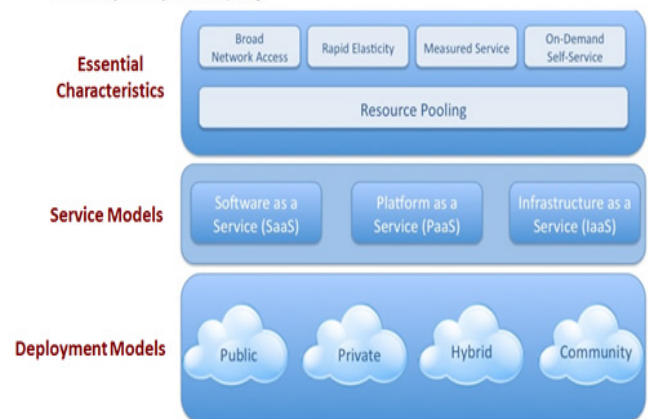 Essential
Characteristics
Broad
Network Access
Rapid Elasticity
Measured Service
On-Demand
Self-Service
Resource Pooling
Service Models
Software as a
Service (SaaS)
Platform as a
Service (PaaS)
Infrastructure as a
Service (IaaS)
Deployment Models
Public
Private
Hybrid
Community